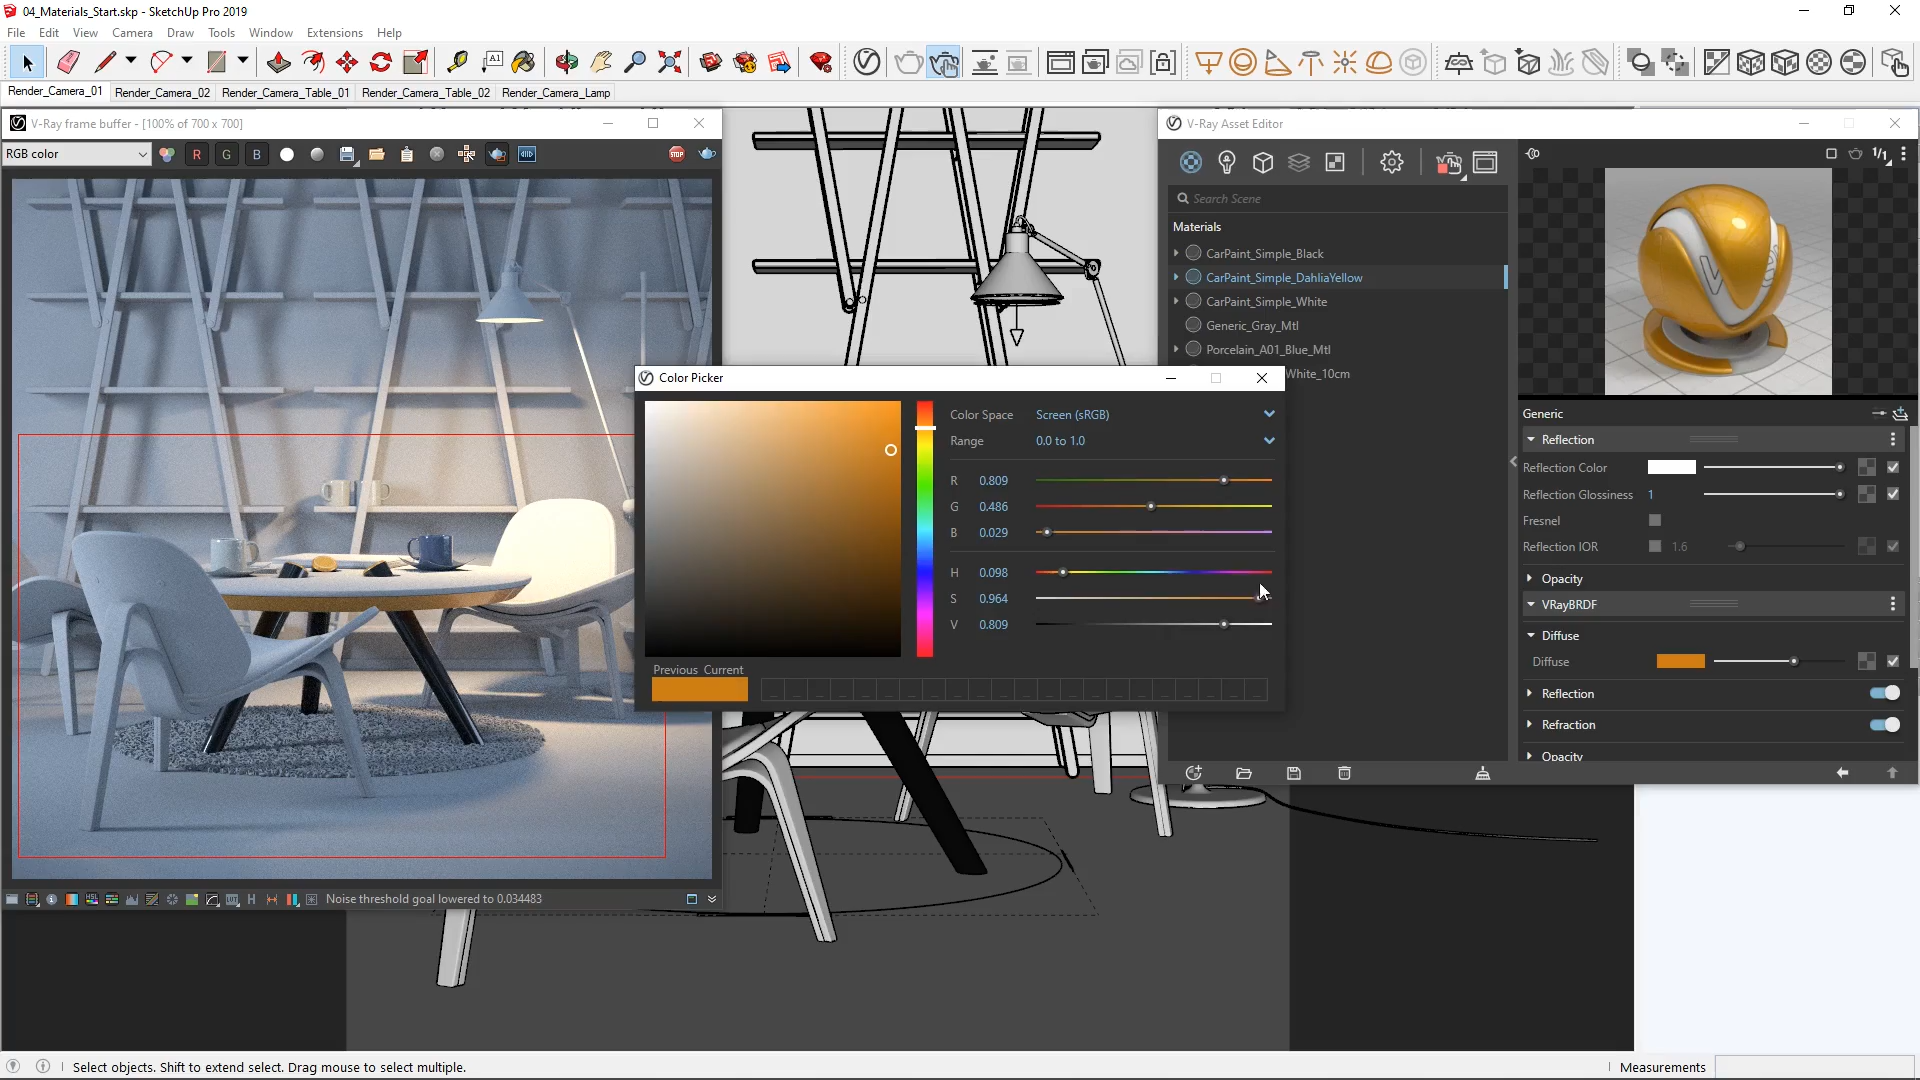 04_Materials_Start.skp - SketchUp Pro 2019
File Edit View Camera Draw Tools Window Extensions Help
Render_Camera_01 Render_Camera_02 Render_Camera_Table_01 Render_Camera_Table_02 Render_Camera_Lamp
V-Ray frame buffer - [100% of 700 x 700]
RGB color
R G B
STOP
Noise threshold goal lowered to 0.034483
V-Ray Asset Editor
1/1
Search Scene
Materials
CarPaint_Simple_Black
CarPaint_Simple_DahliaYellow
CarPaint_Simple_White
Generic_Gray_Mtl
Porcelain_A01_Blue_Mtl
White_10cm
Color Picker
Color Space Screen (sRGB)
Range 0.0 to 1.0
R 0.809
G 0.486
B 0.029
H 0.098
S 0.964
V 0.809
Previous Current
Generic
Reflection
Reflection Color
Reflection Glossiness 1
Fresnel
Reflection IOR 1.6
Opacity
VRayBRDF
Diffuse
Diffuse
Reflection
Refraction
Opacity
Select objects. Shift to extend select. Drag mouse to select multiple.
Measurements